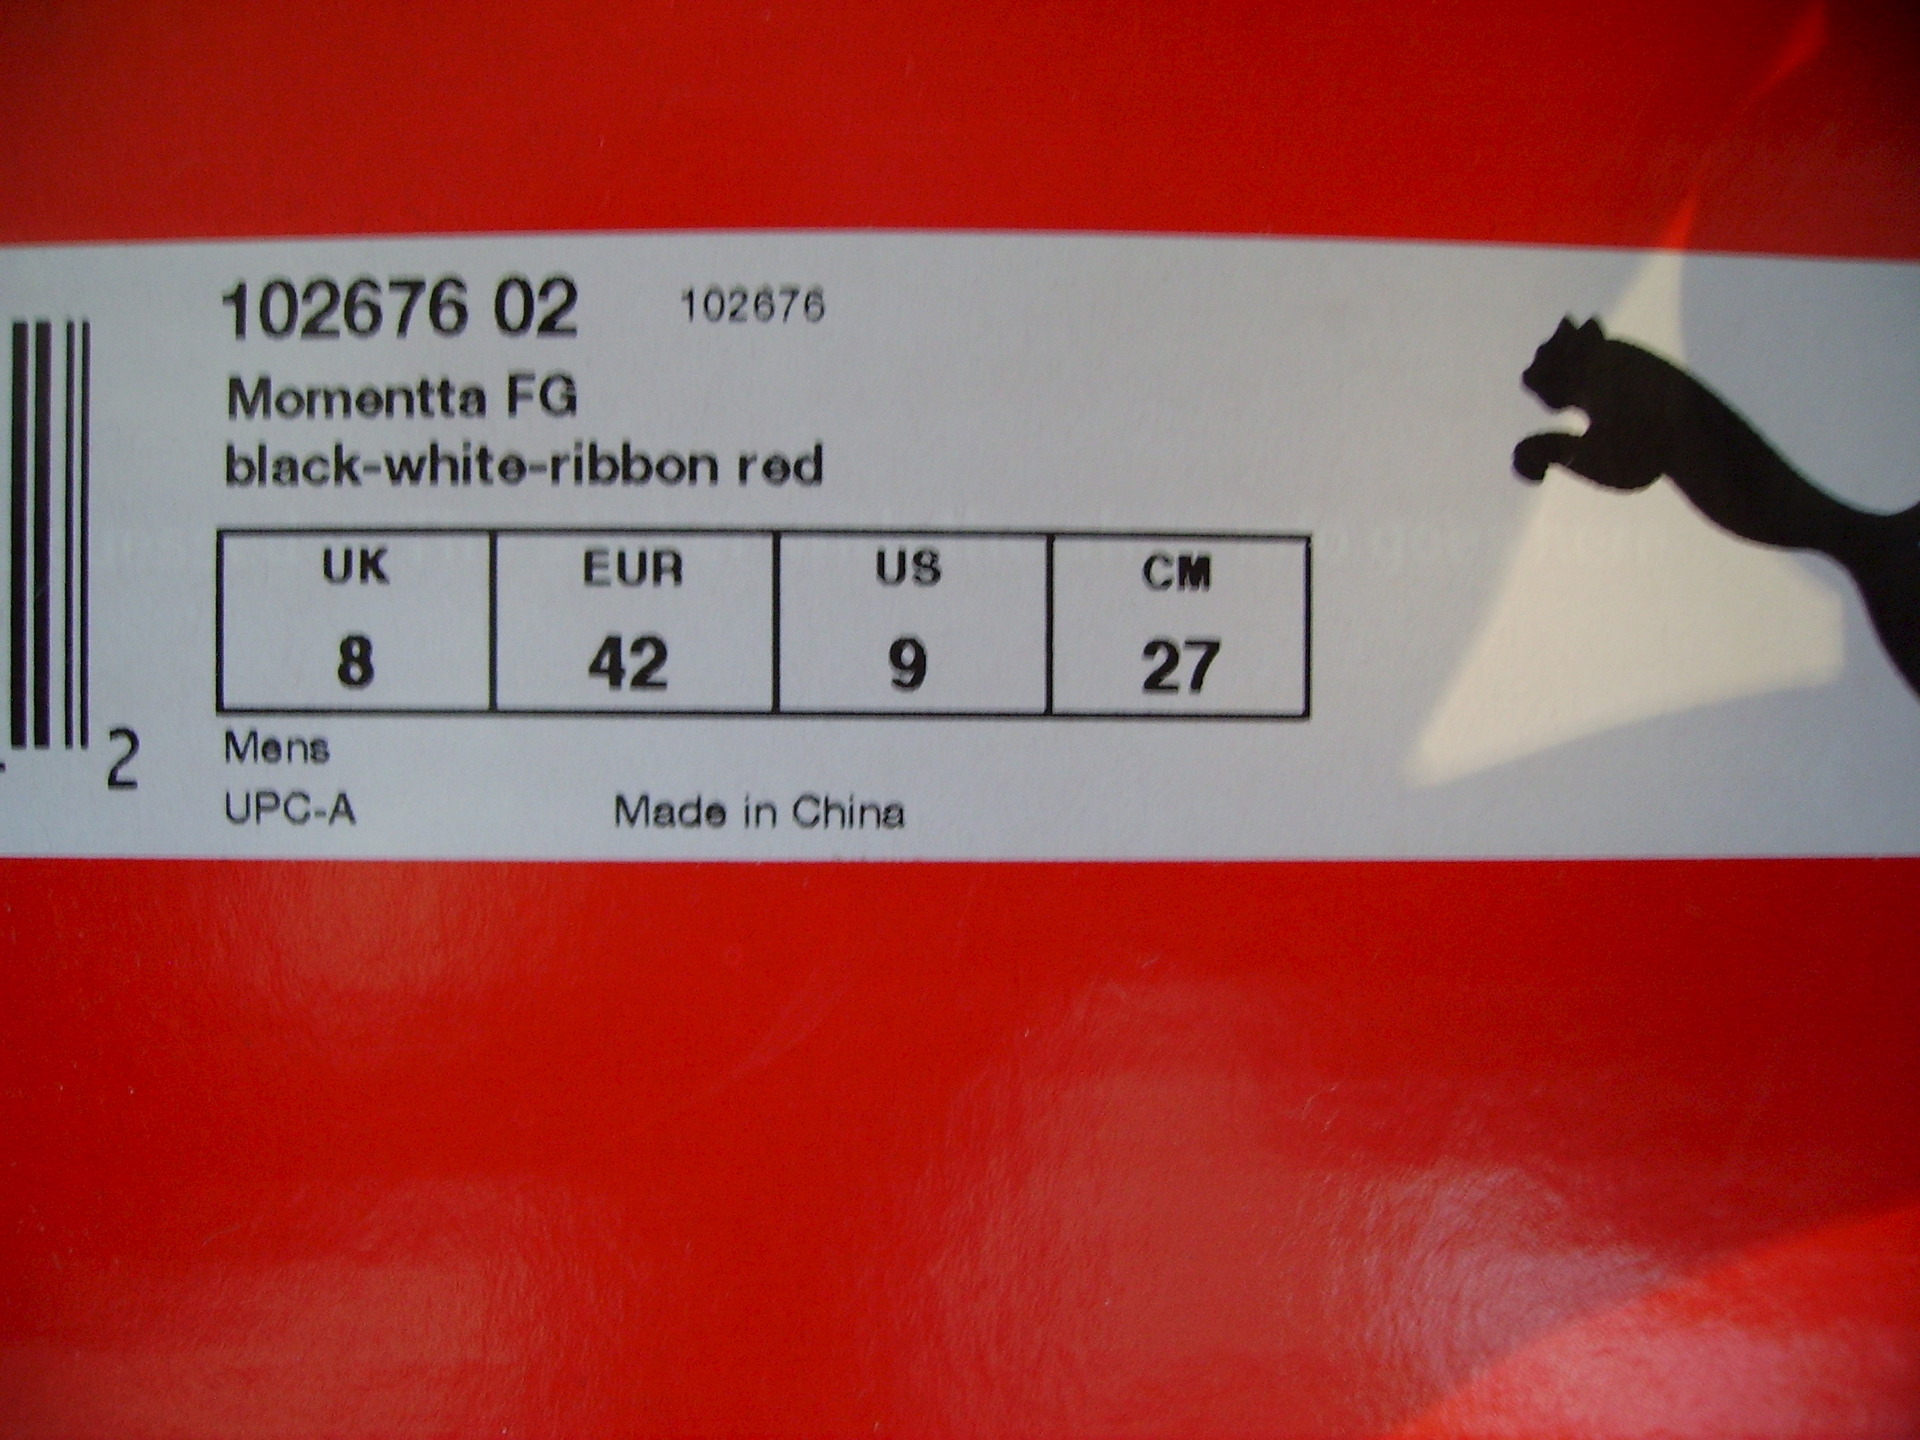 102676 02 102676
Momentta FG
black-white-ribbon red
UK EUR US CM
8 42 9 27
Mens
2
UPC-A Made in China